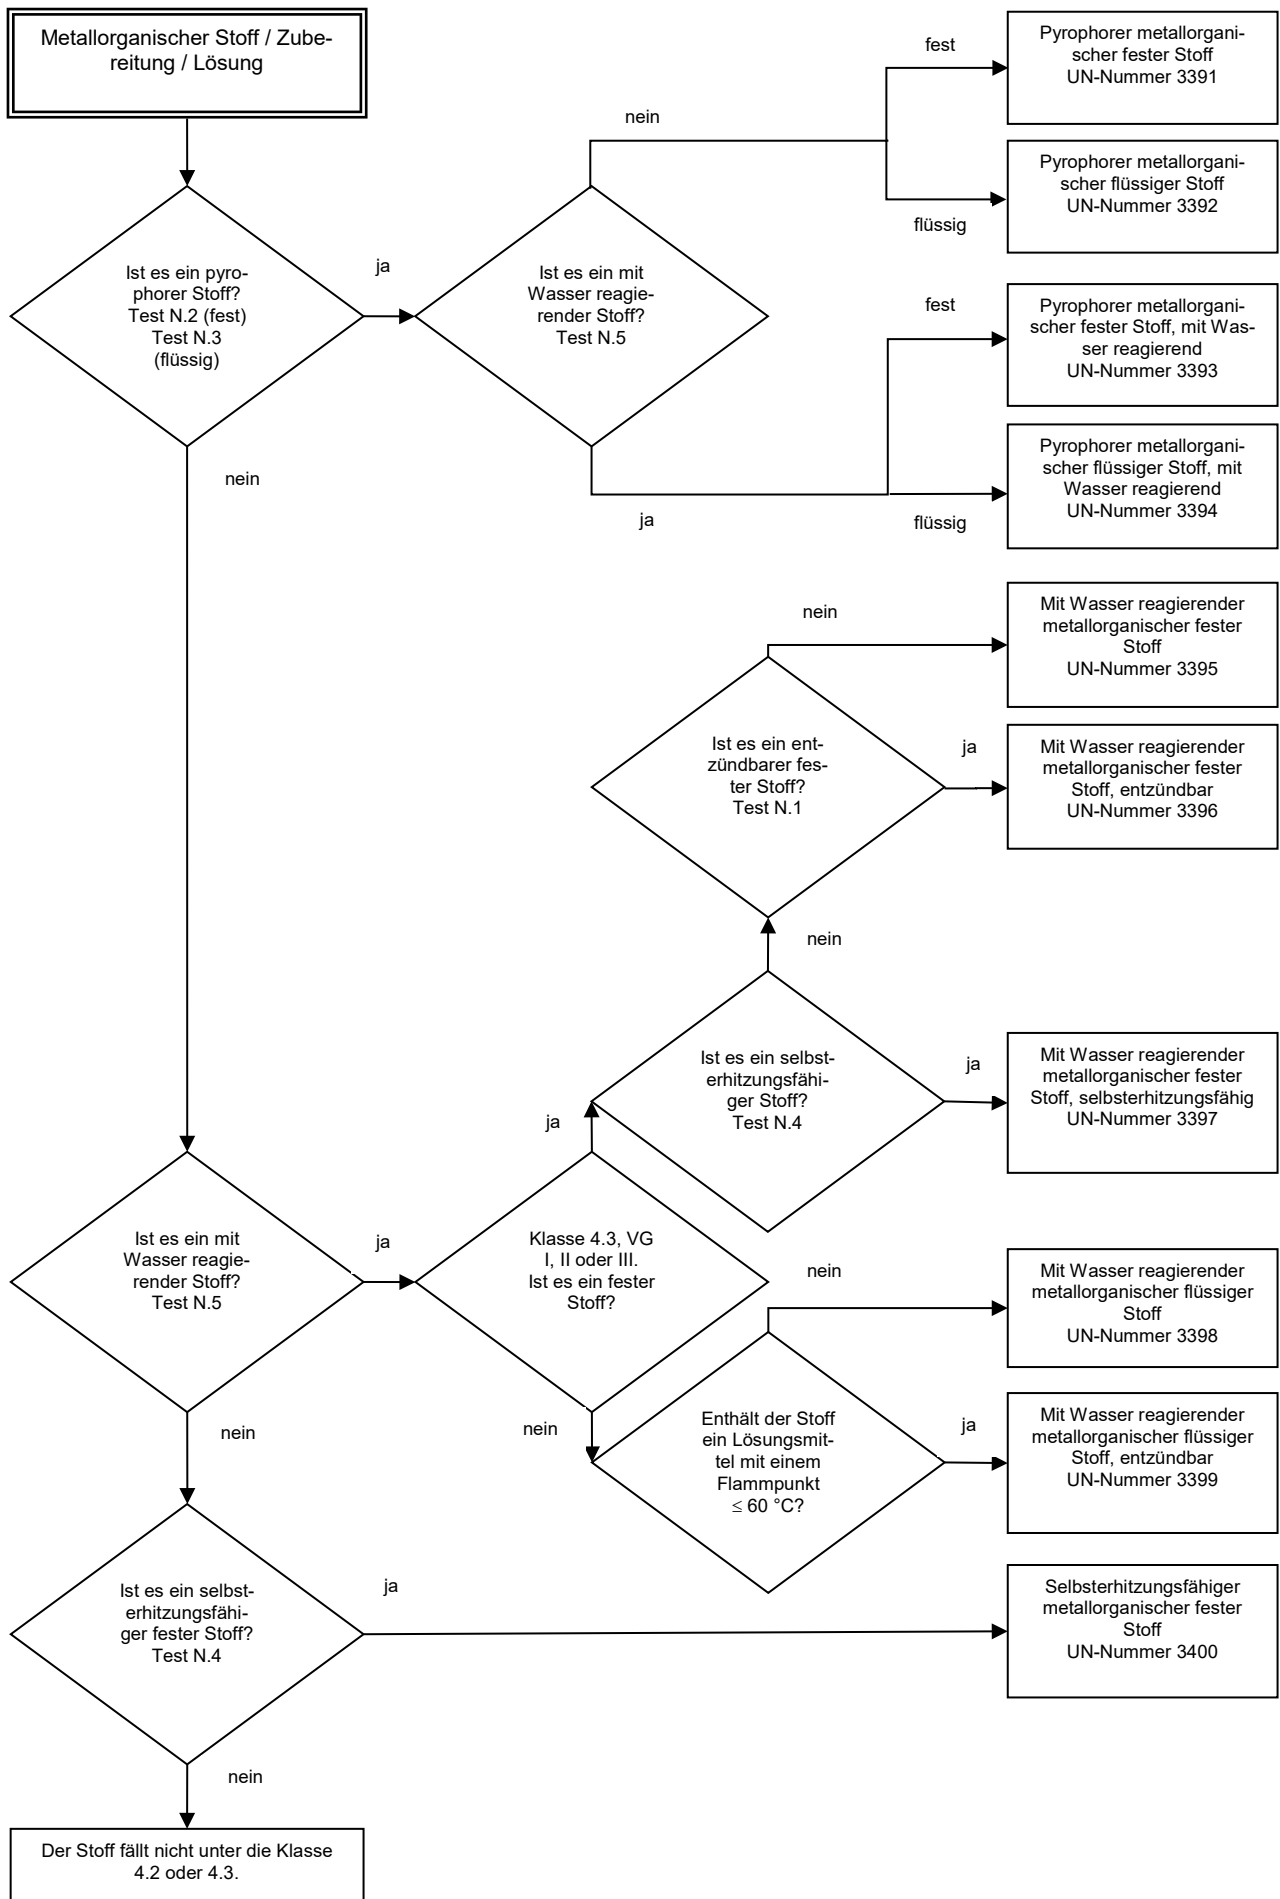 Metallorganischer Stoff / Zube-
reitung / Lösung
fest
Pyrophorer metallorgani-
scher fester Stoff
UN-Nummer 3391
nein
Pyrophorer metallorgani-
scher flüssiger Stoff
UN-Nummer 3392
flüssig
Ist es ein pyro-
phorer Stoff?
Test N.2 (fest)
Test N.3
(flüssig)
ja
Ist es ein mit
Wasser reagie-
render Stoff?
Test N.5
fest
Pyrophorer metallorgani-
scher fester Stoff, mit Was-
ser reagierend
UN-Nummer 3393
nein
ja
flüssig
Pyrophorer metallorgani-
scher flüssiger Stoff, mit
Wasser reagierend
UN-Nummer 3394
nein
Mit Wasser reagierender
metallorganischer fester
Stoff
UN-Nummer 3395
Ist es ein ent-
zündbarer fes-
ter Stoff?
Test N.1
ja
Mit Wasser reagierender
metallorganischer fester
Stoff, entzündbar
UN-Nummer 3396
nein
Ist es ein selbst-
erhitzungsfähi-
ger Stoff?
Test N.4
ja
Mit Wasser reagierender
metallorganischer fester
Stoff, selbsterhitzungsfähig
UN-Nummer 3397
ja
Ist es ein mit
Wasser reagie-
render Stoff?
Test N.5
ja
Klasse 4.3, VG
I, II oder III.
Ist es ein fester
Stoff?
nein
Mit Wasser reagierender
metallorganischer flüssiger
Stoff
UN-Nummer 3398
nein
nein
Enthält der Stoff
ein Lösungsmit-
tel mit einem
Flammpunkt
≤ 60 °C?
ja
Mit Wasser reagierender
metallorganischer flüssiger
Stoff, entzündbar
UN-Nummer 3399
Ist es ein selbst-
erhitzungsfähi-
ger fester Stoff?
Test N.4
ja
Selbsterhitzungsfähiger
metallorganischer fester
Stoff
UN-Nummer 3400
nein
Der Stoff fällt nicht unter die Klasse
4.2 oder 4.3.